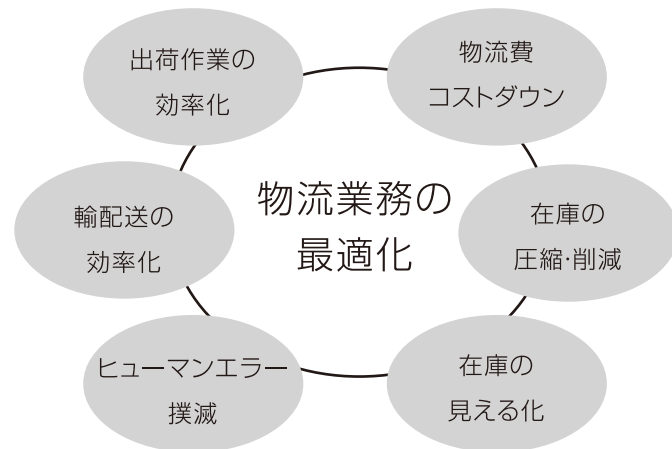 出荷作業の
効率化
物流費
コストダウン
輸配送の
効率化
物流業務の
最適化
在庫の
圧縮・削減
ヒューマンエラー
撲滅
在庫の
見える化